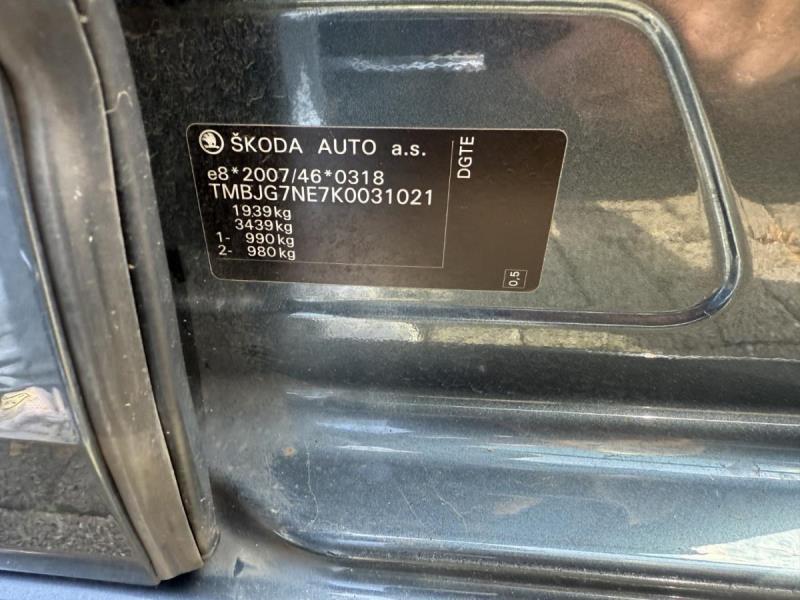 ŠKODA AUTO a.s.
e8*2007/46*0318
TMBJG7NE7K0031021
1939kg
3439kg
1- 990kg
2- 980kg
DGTE
0,5